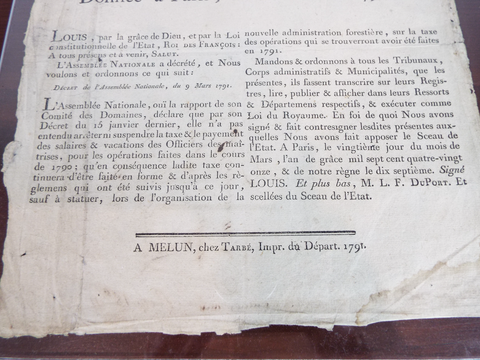 Donnée à Paris,
LOUIS, par la grâce de Dieu, et par la Loi
constitutionnelle de l'Etat, ROI DES FRANÇOIS:
A tous présens et à venir, SALUT.
L'ASSEMBLÉE NATIONALE a décrété, et Nous
voulons et ordonnons ce qui suit:
Décret de l'Assemblée Nationale, du 9 Mars 1791.
L'Assemblée Nationale, ouï la rapport de son
Comité des Domaines, déclare que par son
Décret du 15 janvier dernier, elle n'a pas
entendu arrêter ni suspendre la taxe & le payement
des salaires & vacations des Officiers des maî-
trises, pour les opérations faites dans le cours
de 1790; qu'en conséquence ladite taxe con-
tinuera d'être faite en forme & d'après les ré-
glemens qui ont été suivis jusqu'à ce jour,
sauf à statuer, lors de l'organisation de la
nouvelle administration forestière, sur la taxe
des opérations qui se trouverront avoir été faites
en 1791.
Mandons & ordonnons à tous les Tribunaux,
Corps administratifs & Municipalités, que les
présentes, ils fassent transcrire sur leurs Regis-
tres, lire, publier & afficher dans leurs Ressorts
& Départemens respectifs, & exécuter comme
Loi du Royaume. En foi de quoi Nous avons
signé & fait contresigner lesdites présentes aux-
quelles Nous avons fait apposer le Sceau de
l'Etat. A Paris, le vingtième jour du mois de
Mars, l'an de grâce mil sept cent quatre-vingt
onze, & de notre règne le dix septième. Signé
LOUIS. Et plus bas, M. L. F. DUPORT. Et
scellées du Sceau de l'Etat.
A MELUN, chez TARBÉ, Impr. du Départ. 1791.